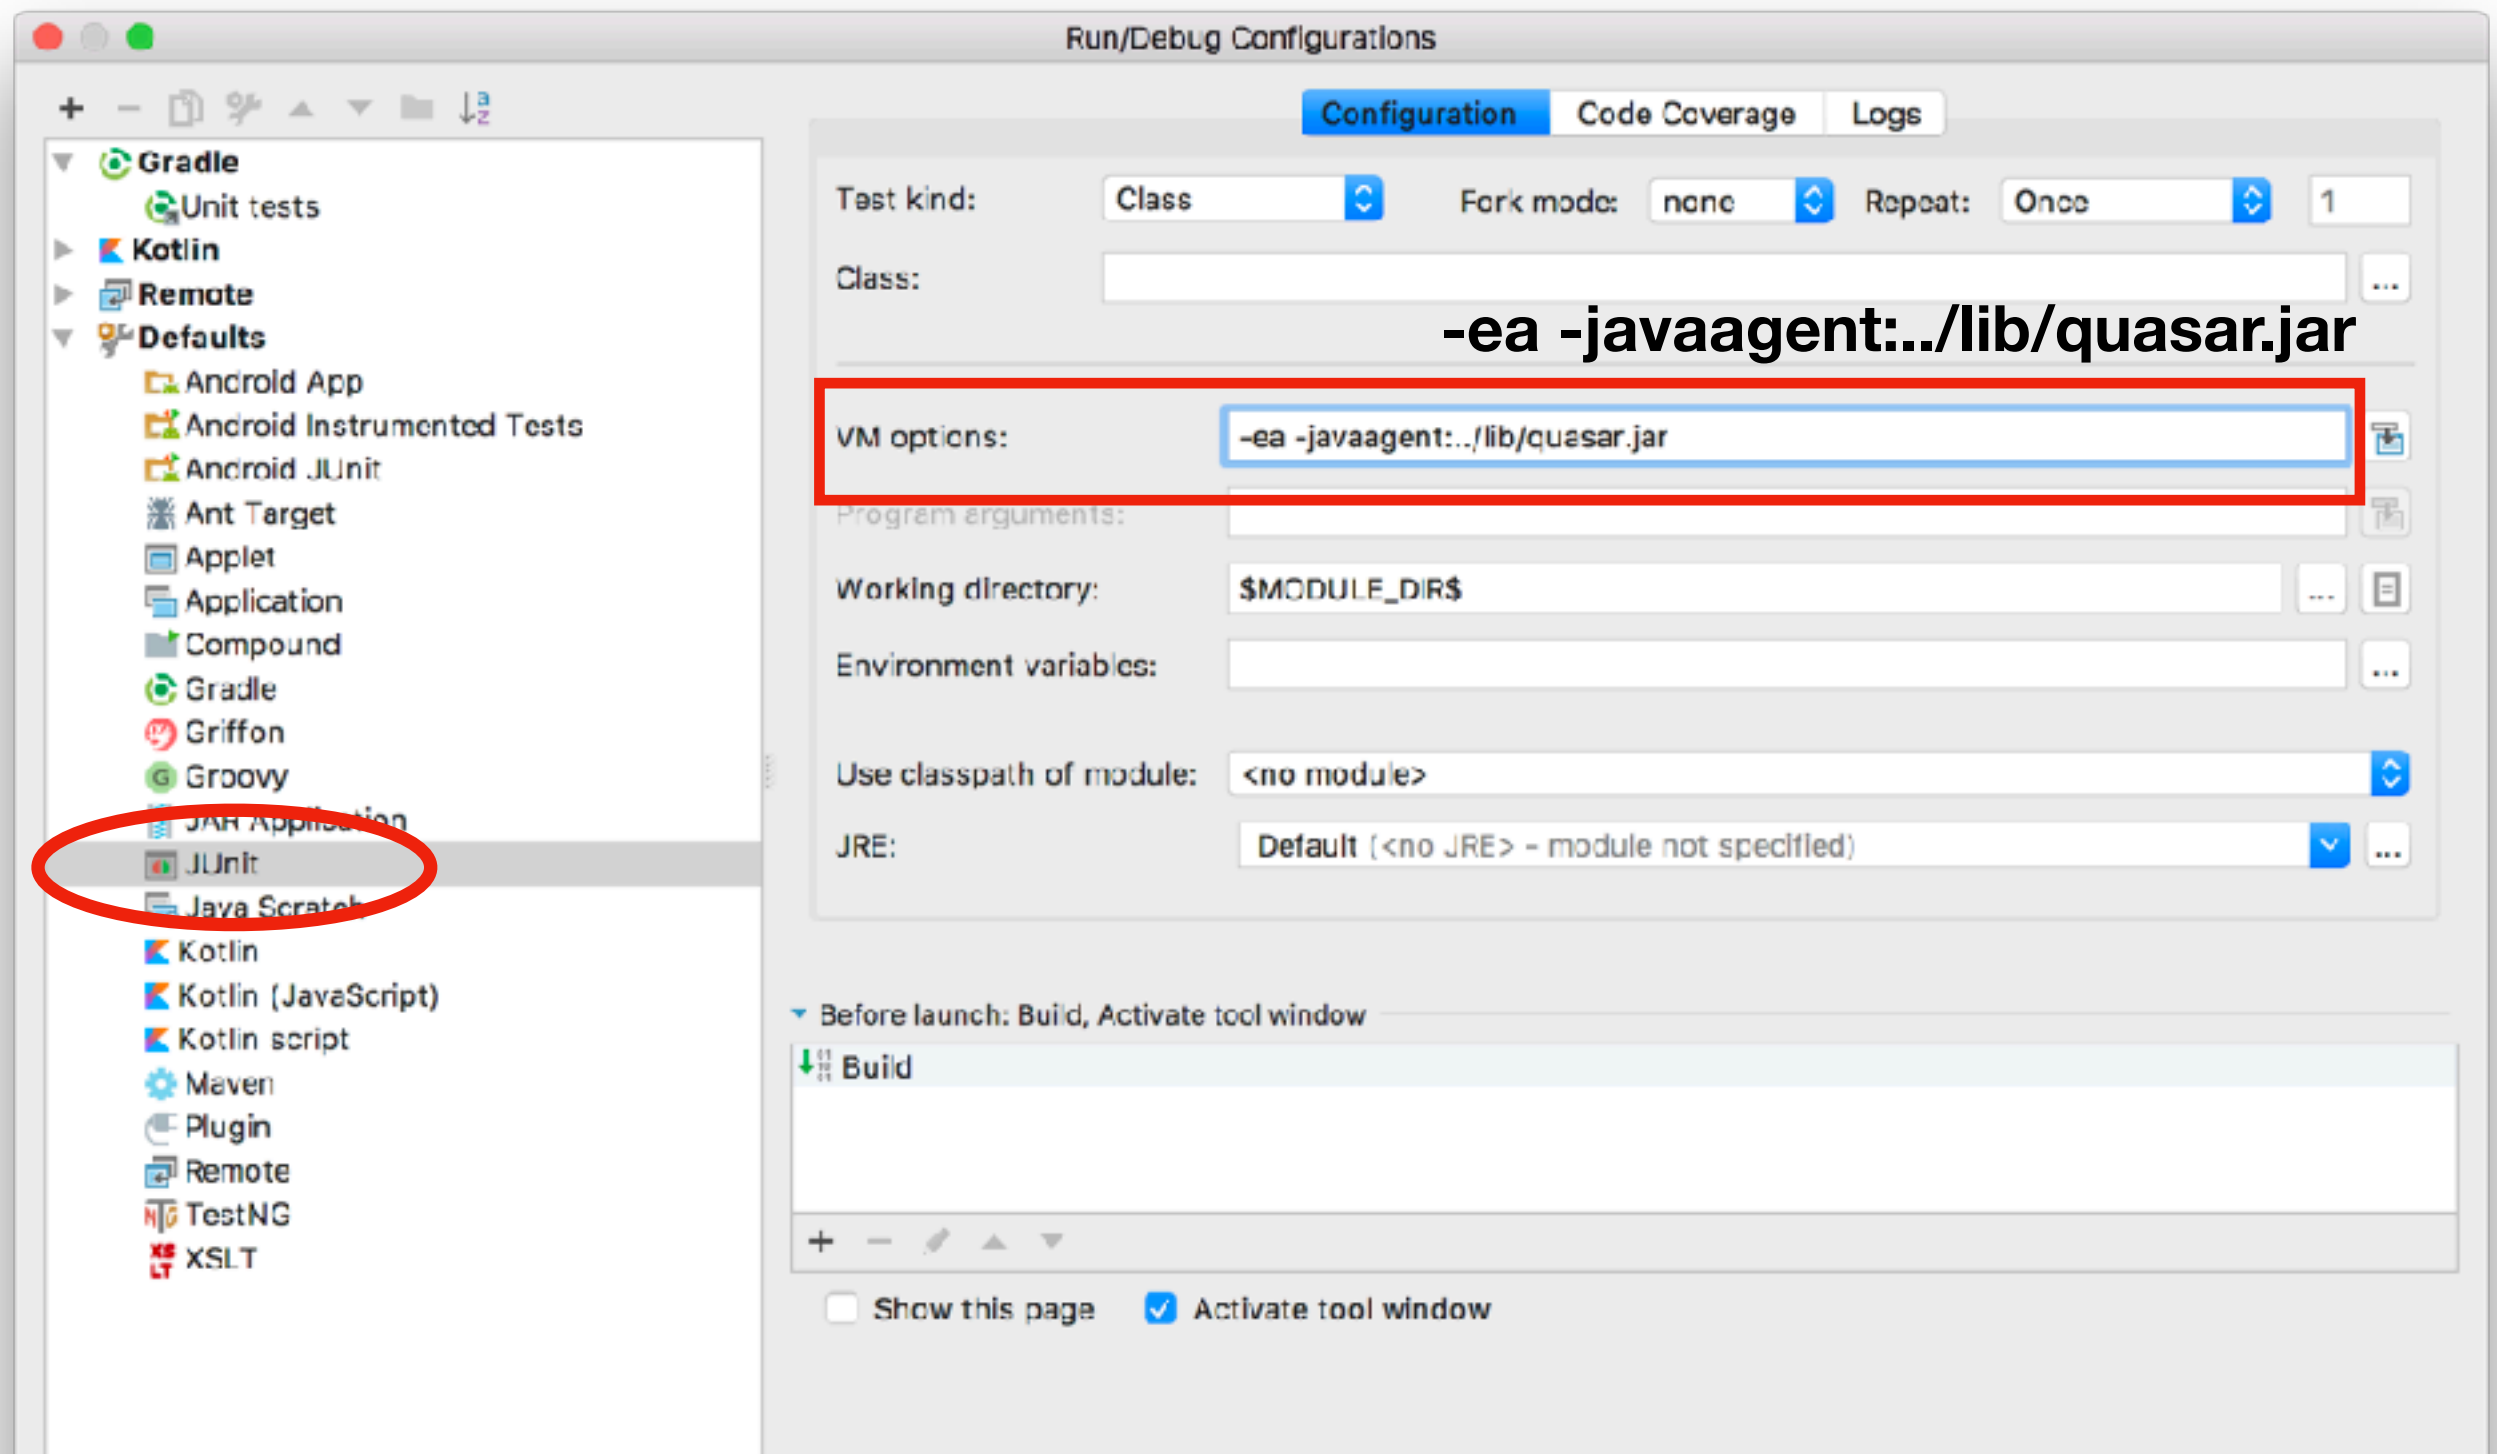 Run/Debug Configurations
Configuration Code Coverage Logs
Gradle
Unit tests
Kotlin
Remote
Defaults
Android App
Android Instrumented Tests
Android JUnit
Ant Target
Applet
Application
Compound
Gradle
Griffon
Groovy
JAR Application
JUnit
Java Scratch
Kotlin
Kotlin (JavaScript)
Kotlin script
Maven
Plugin
Remote
TestNG
XSLT
Test kind: Class Fork mode: none Repeat: Once 1
Class: ...
-ea -javaagent:../lib/quasar.jar
VM options: -ea -javaagent:../lib/quasar.jar
Program arguments:
Working directory: $MODULE_DIR$ ...
Environment variables: ...
Use classpath of module: <no module>
JRE: Default (<no JRE> - module not specified) ...
Before launch: Build, Activate tool window
Build
Show this page Activate tool window